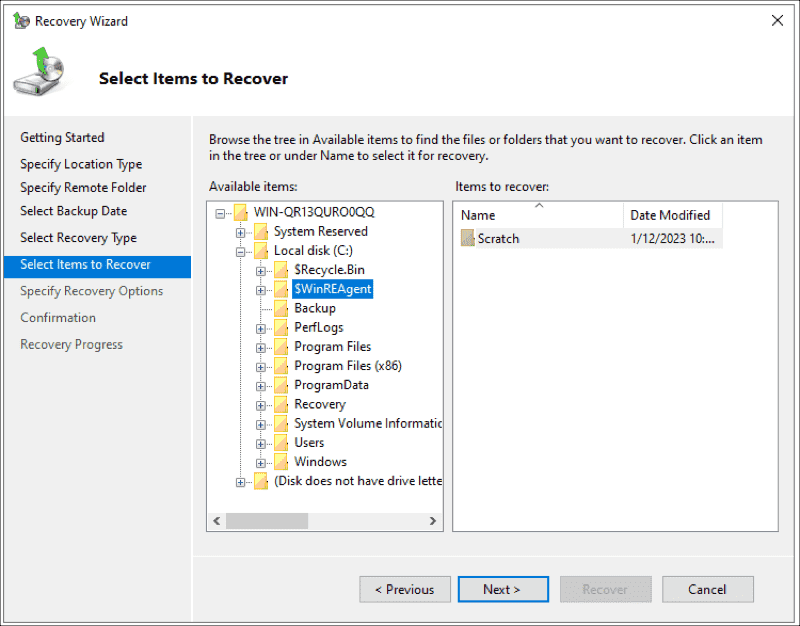 Recovery Wizard
Select Items to Recover
Getting Started
Specify Location Type
Specify Remote Folder
Select Backup Date
Select Recovery Type
Select Items to Recover
Specify Recovery Options
Confirmation
Recovery Progress
Browse the tree in Available items to find the files or folders that you want to recover. Click an item
in the tree or under Name to select it for recovery.
Available items:
WIN-QR13QURO0QQ
System Reserved
Local disk (C:)
$Recycle.Bin
$WinREAgent
Backup
PerfLogs
Program Files
Program Files (x86)
ProgramData
Recovery
System Volume Informatic
Users
Windows
(Disk does not have drive lette
Items to recover:
Name Date Modified
Scratch 1/12/2023 10:...
< Previous
Next >
Recover
Cancel